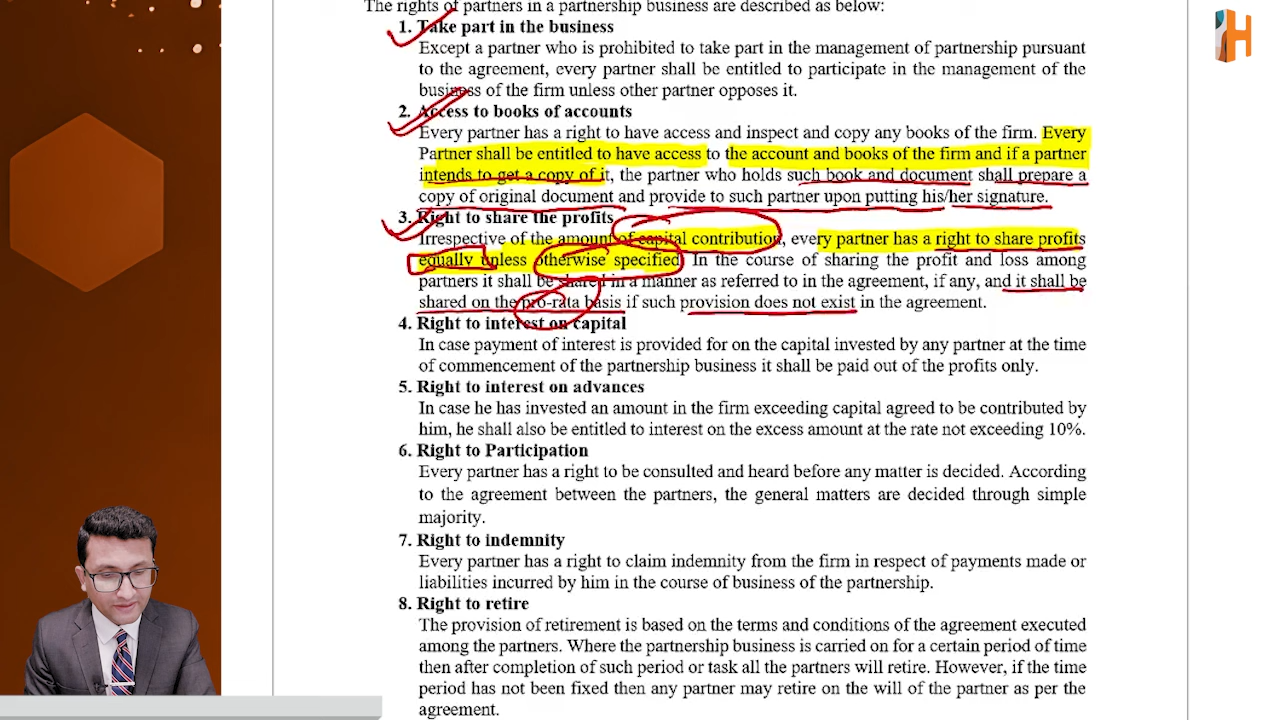 The rights of partners in a partnership business are described as below:
1. Take part in the business
Except a partner who is prohibited to take part in the management of partnership pursuant
to the agreement, every partner shall be entitled to participate in the management of the
business of the firm unless other partner opposes it.
2. Access to books of accounts
Every partner has a right to have access and inspect and copy any books of the firm. Every
Partner shall be entitled to have access to the account and books of the firm and if a partner
intends to get a copy of it, the partner who holds such book and document shall prepare a
copy of original document and provide to such partner upon putting his/her signature.
3. Right to share the profits
Irrespective of the amount of capital contribution, every partner has a right to share profits
equally unless otherwise specified. In the course of sharing the profit and loss among
partners it shall be shared in a manner as referred to in the agreement, if any, and it shall be
shared on the pro-rata basis if such provision does not exist in the agreement.
4. Right to interest on capital
In case payment of interest is provided for on the capital invested by any partner at the time
of commencement of the partnership business it shall be paid out of the profits only.
5. Right to interest on advances
In case he has invested an amount in the firm exceeding capital agreed to be contributed by
him, he shall also be entitled to interest on the excess amount at the rate not exceeding 10%.
6. Right to Participation
Every partner has a right to be consulted and heard before any matter is decided. According
to the agreement between the partners, the general matters are decided through simple
majority.
7. Right to indemnity
Every partner has a right to claim indemnity from the firm in respect of payments made or
liabilities incurred by him in the course of business of the partnership.
8. Right to retire
The provision of retirement is based on the terms and conditions of the agreement executed
among the partners. Where the partnership business is carried on for a certain period of time
then after completion of such period or task all the partners will retire. However, if the time
period has not been fixed then any partner may retire on the will of the partner as per the
agreement.